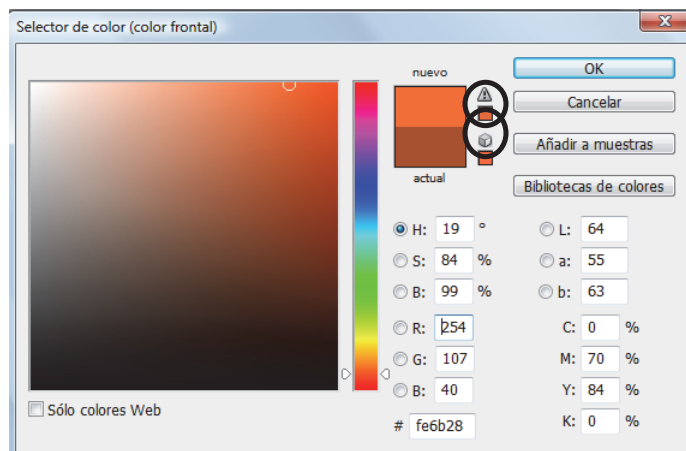 Selector de color (color frontal)
nuevo
actual
OK
Cancelar
Añadir a muestras
Bibliotecas de colores
H: 19 °
S: 84 %
B: 99 %
R: 254
G: 107
B: 40
# fe6b28
L: 64
a: 55
b: 63
C: 0 %
M: 70 %
Y: 84 %
K: 0 %
Sólo colores Web